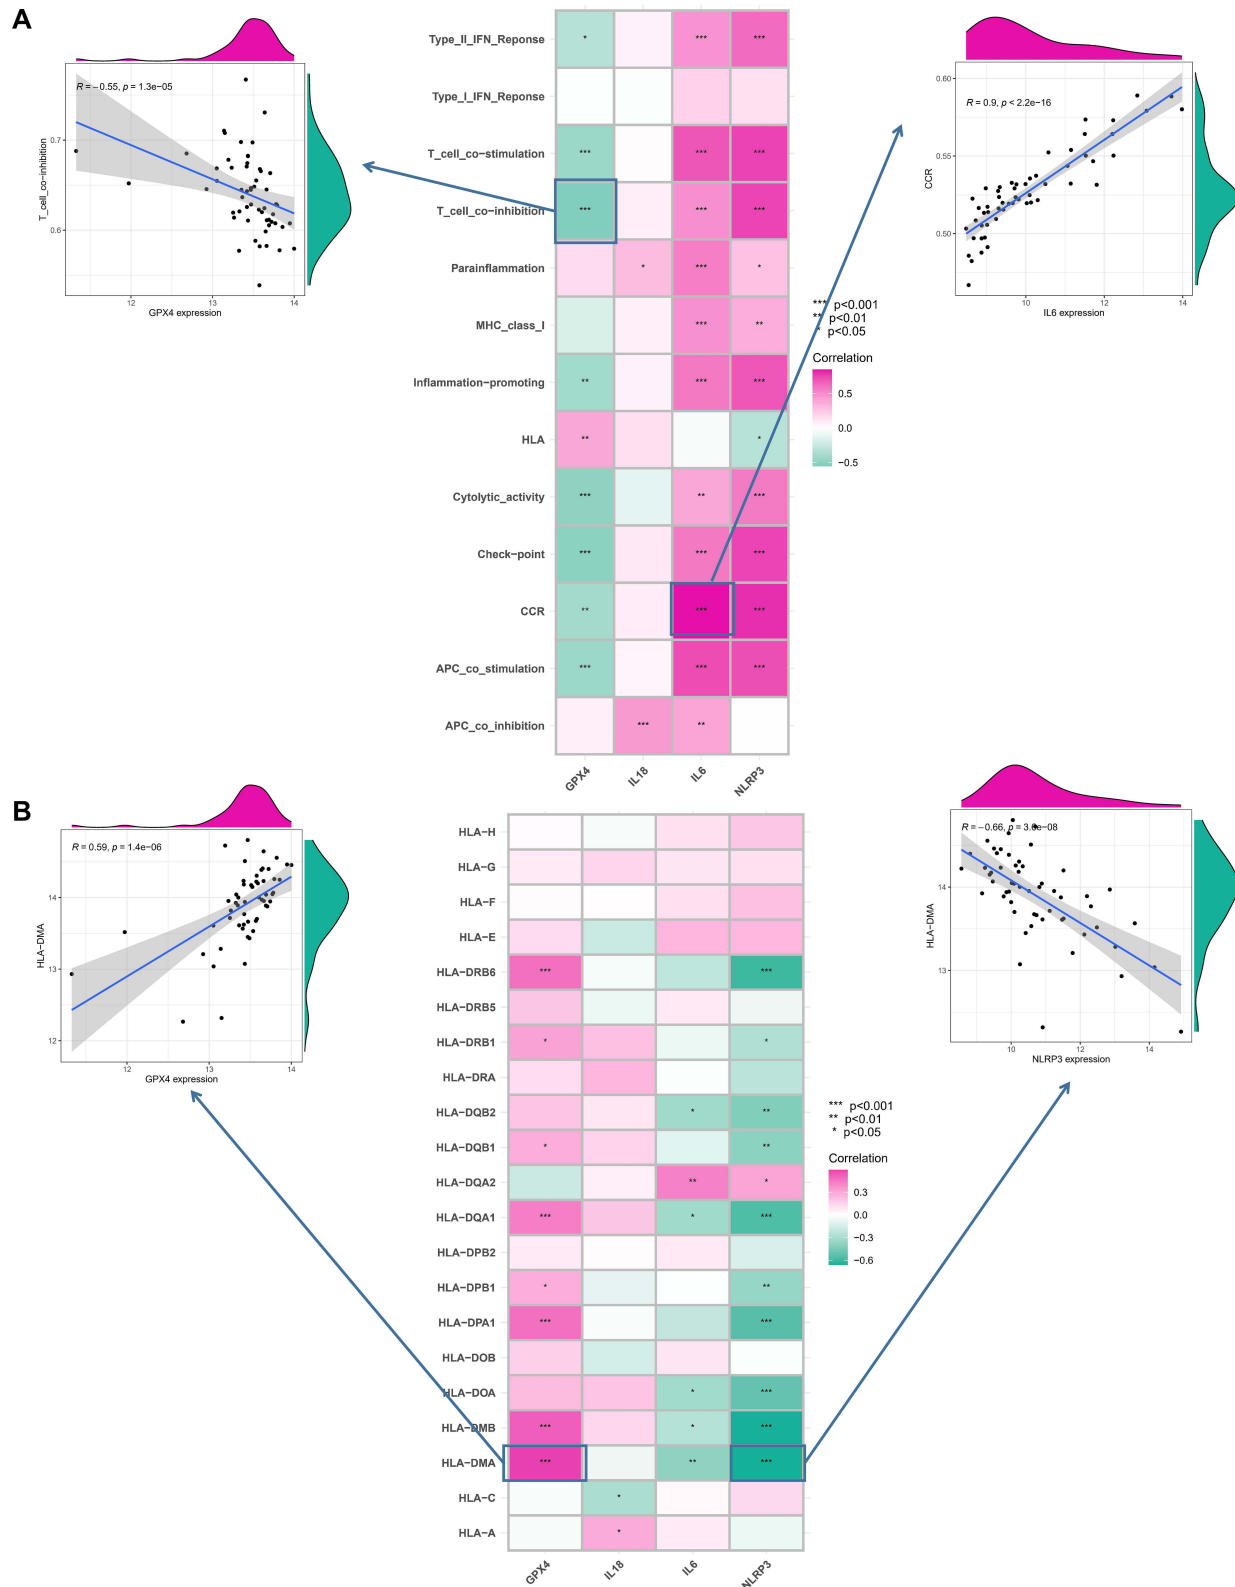 A
R = −0.55, p = 1.3e−05
T_cell_co−inhibition
0.7
0.6
12
13
14
GPX4 expression
Type_II_IFN_Reponse
* *** ***
Type_I_IFN_Reponse
T_cell_co−stimulation
*** *** ***
T_cell_co−inhibition
*** *** ***
Parainflammation
* *** *
MHC_class_I
*** **
Inflammation−promoting
** *** ***
HLA
** *
Cytolytic_activity
*** ** ***
Check−point
*** *** ***
CCR
** *** ***
APC_co_stimulation
*** *** ***
APC_co_inhibition
*** **
GPX4
IL18
IL6
NLRP3
*** p<0.001
** p<0.01
* p<0.05
Correlation
0.5
0.0
−0.5
R = 0.9, p < 2.2e−16
CCR
0.60
0.55
0.50
10
12
14
IL6 expression
B
R = 0.59, p = 1.4e−06
HLA−DMA
14
13
12
12
13
14
GPX4 expression
HLA−H
HLA−G
HLA−F
HLA−E
HLA−DRB6
*** ***
HLA−DRB5
HLA−DRB1
* *
HLA−DRA
HLA−DQB2
* **
HLA−DQB1
* **
HLA−DQA2
** *
HLA−DQA1
*** * ***
HLA−DPB2
HLA−DPB1
* **
HLA−DPA1
*** ***
HLA−DOB
HLA−DOA
* ***
HLA−DMB
*** * ***
HLA−DMA
*** ** ***
HLA−C
*
HLA−A
*
GPX4
IL18
IL6
NLRP3
*** p<0.001
** p<0.01
* p<0.05
Correlation
0.3
0.0
−0.3
−0.6
R = −0.66, p =
HLA−DMA
14
13
10
12
14
NLRP3 expression